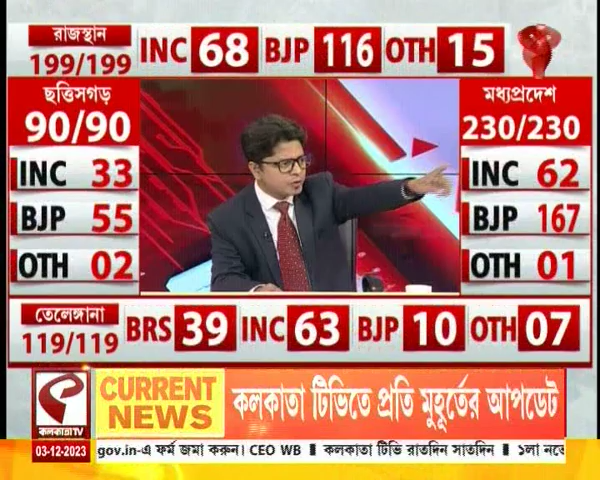 রাজস্থান
199/199
INC 68 BJP 116 OTH 15
ছত্তিসগড়
90/90
INC 33
BJP 55
OTH 02
মধ্যপ্রদেশ
230/230
INC 62
BJP 167
OTH 01
তেলেঙ্গানা
119/119
BRS 39 INC 63 BJP 10 OTH 07
কলকাতাTV
CURRENT
NEWS
কলকাতা টিভিতে প্রতি মুহূর্তের আপডেট
03-12-2023
gov.in-এ ফর্ম জমা করুন। CEO WB ▮ কলকাতা টিভি রাতদিন সাতদিন ▮ ১লা নভে